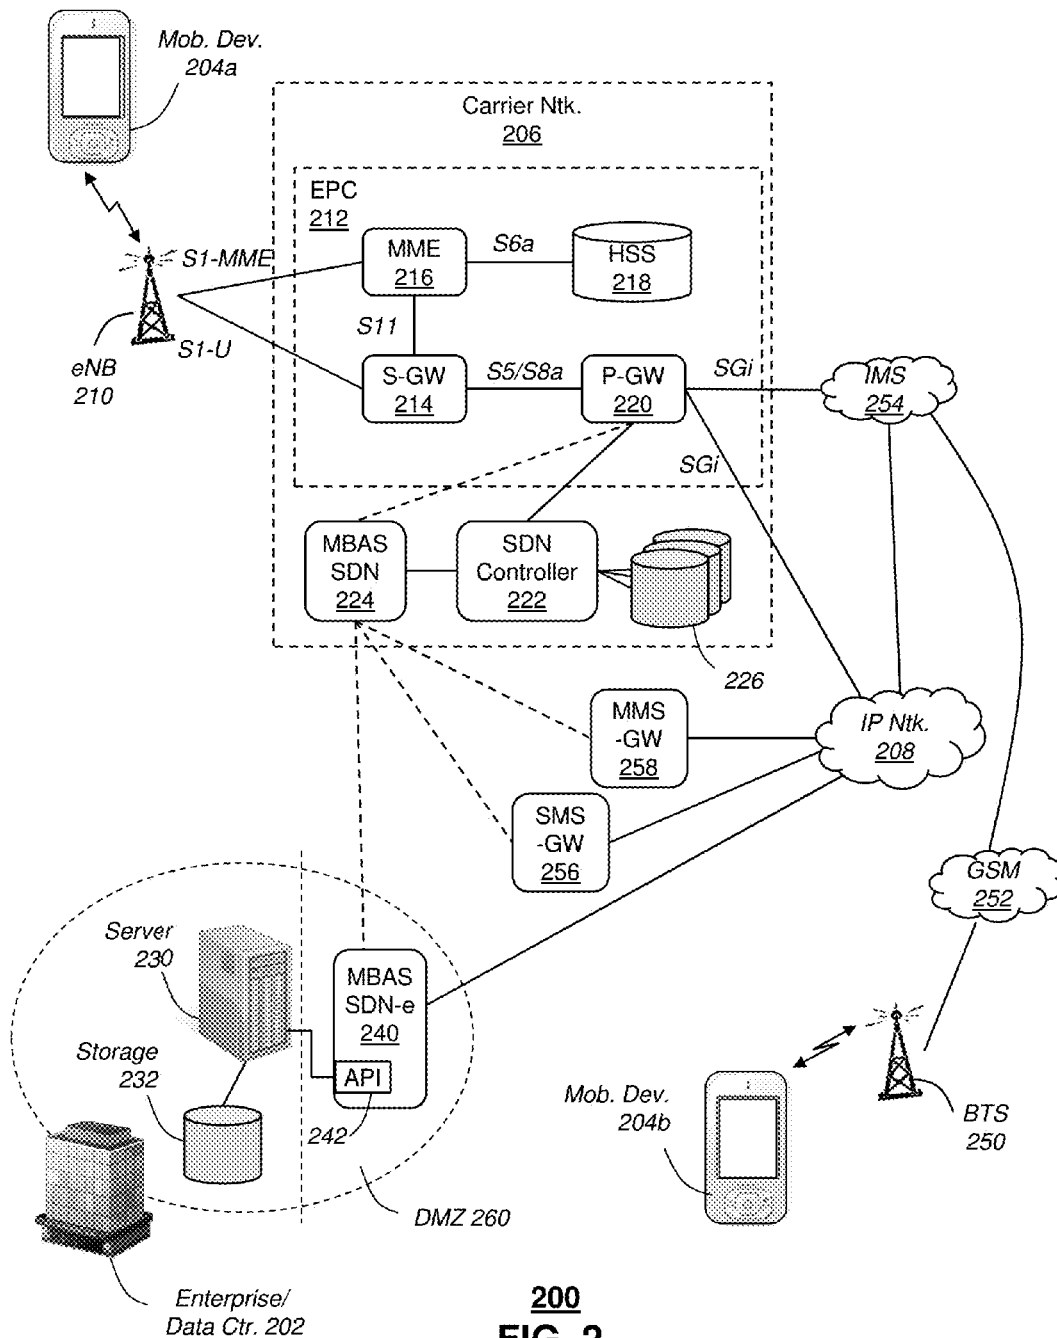 Mob. Dev.
204a
Carrier Ntk.
206
EPC
212
MME
216
S6a
HSS
218
S1-MME
S11
eNB
210
S1-U
S-GW
214
S5/S8a
P-GW
220
SGi
IMS
254
SGi
MBAS
SDN
224
SDN
Controller
222
226
MMS
-GW
258
IP Ntk.
208
SMS
-GW
256
GSM
252
Server
230
MBAS
SDN-e
240
Storage
232
API
242
Mob. Dev.
204b
BTS
250
DMZ 260
Enterprise/
Data Ctr. 202
200
FIG. 2